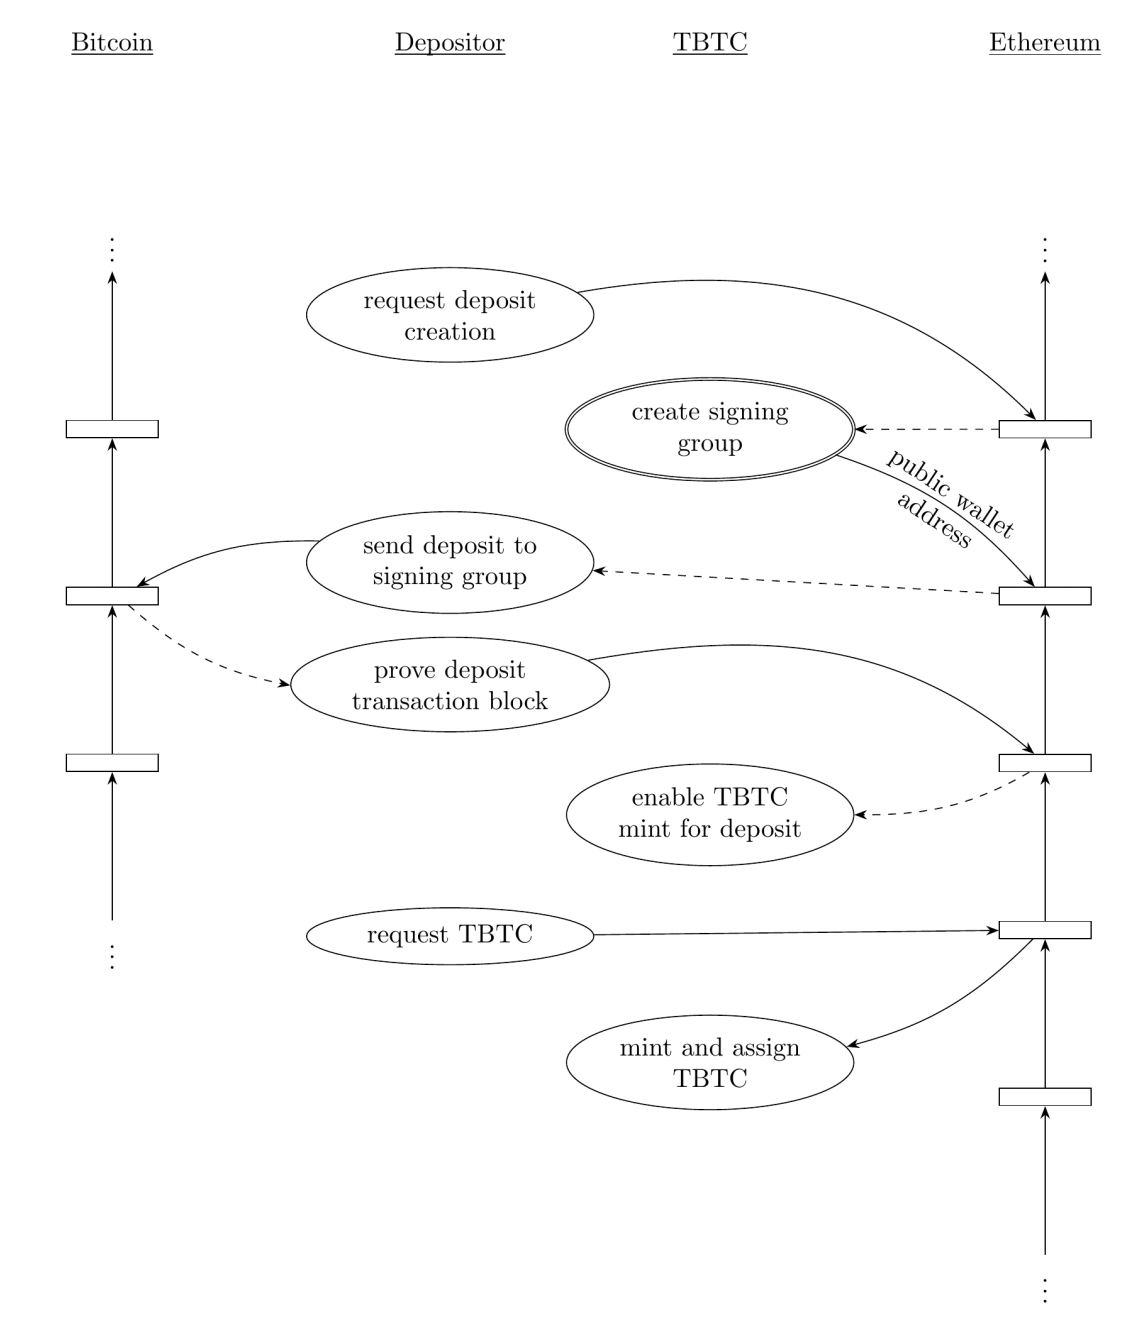 Bitcoin
Depositor
TBTC
Ethereum
request deposit
creation
create signing
group
public wallet
address
send deposit to
signing group
prove deposit
transaction block
enable TBTC
mint for deposit
request TBTC
mint and assign
TBTC